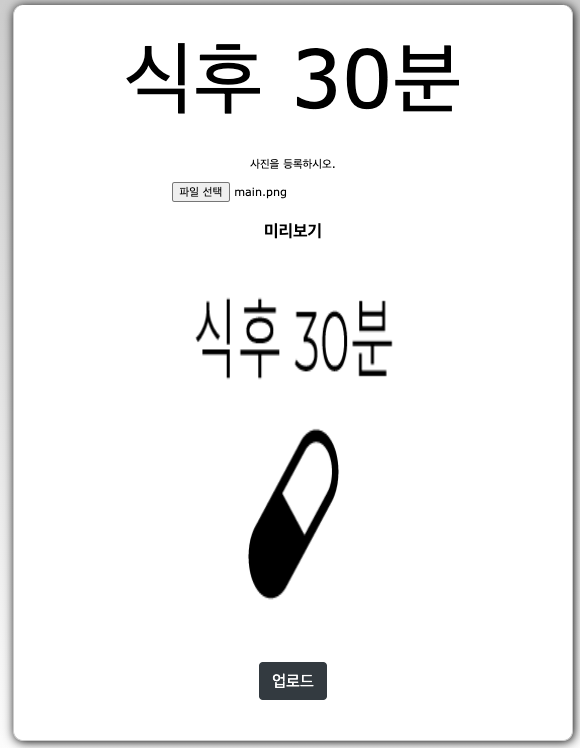 식후 30분
사진을 등록하시오.
파일 선택 main.png
미리보기
식후 30분
업로드